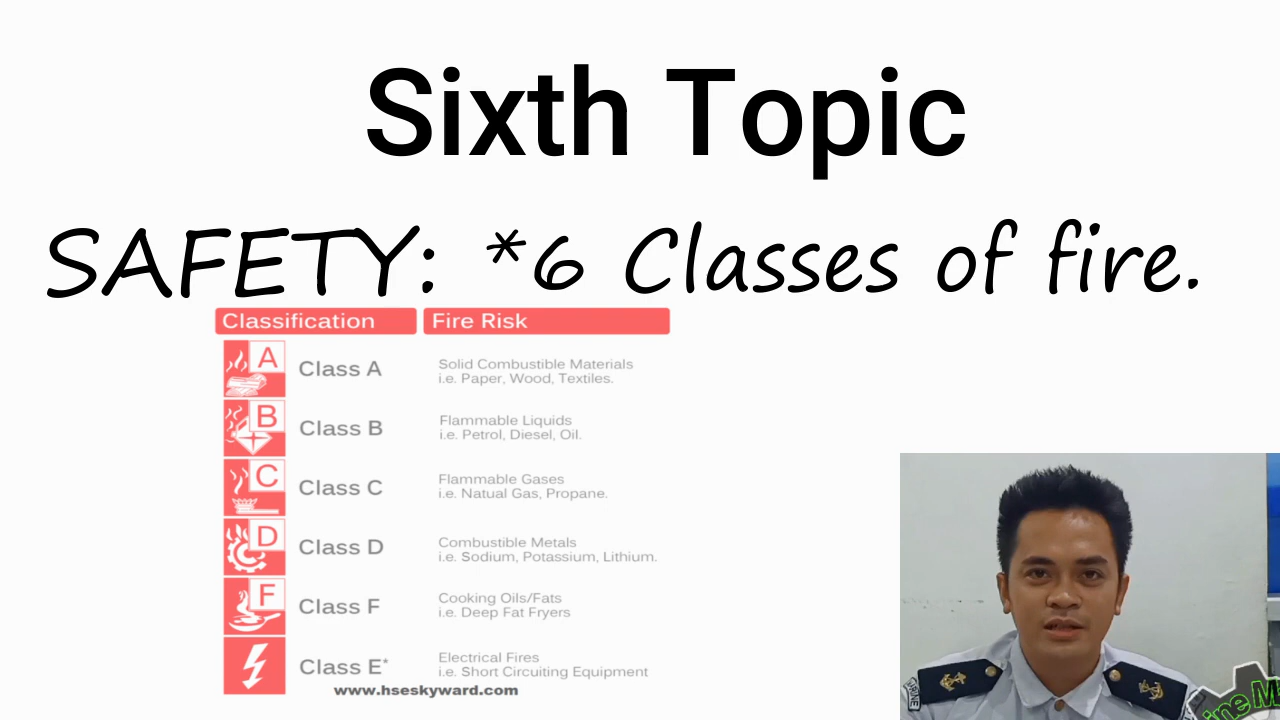 Sixth Topic
SAFETY: *6 Classes of fire.
Classification Fire Risk
A Class A Solid Combustible Materials
i.e. Paper, Wood, Textiles.
B Class B Flammable Liquids
i.e. Petrol, Diesel, Oil.
C Class C Flammable Gases
i.e. Natual Gas, Propane.
D Class D Combustible Metals
i.e. Sodium, Potassium, Lithium.
F Class F Cooking Oils/Fats
i.e. Deep Fat Fryers
Class E* Electrical Fires
i.e. Short Circuiting Equipment
www.hseskyward.com